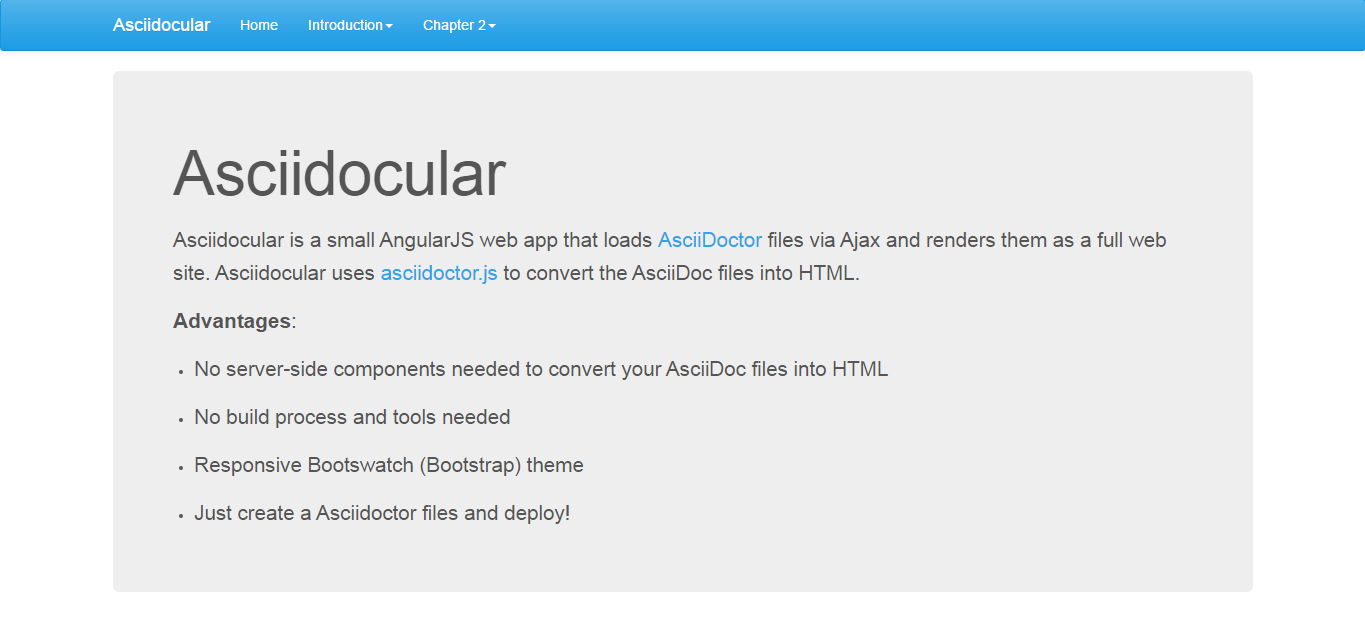 Asciidocular Home Introduction Chapter 2
Asciidocular
Asciidocular is a small AngularJS web app that loads AsciiDoctor files via Ajax and renders them as a full web
site. Asciidocular uses asciidoctor.js to convert the AsciiDoc files into HTML.
Advantages:
• No server-side components needed to convert your AsciiDoc files into HTML
• No build process and tools needed
• Responsive Bootswatch (Bootstrap) theme
• Just create a Asciidoctor files and deploy!